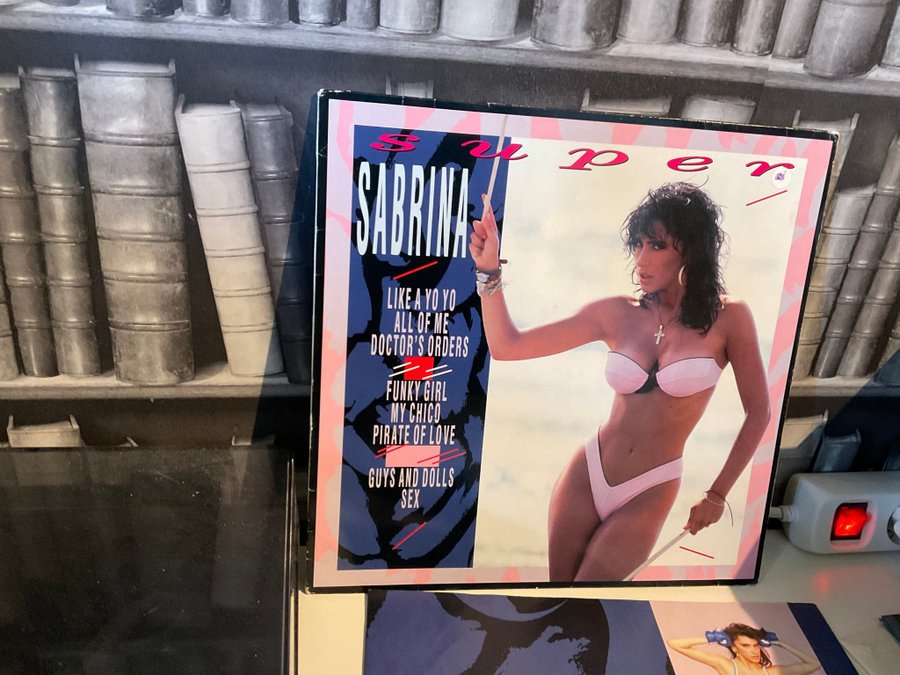 super
SABRINA
LIKE A YO YO
ALL OF ME
DOCTOR'S ORDERS
FUNKY GIRL
MY CHICO
PIRATE OF LOVE
GUYS AND DOLLS
SEX